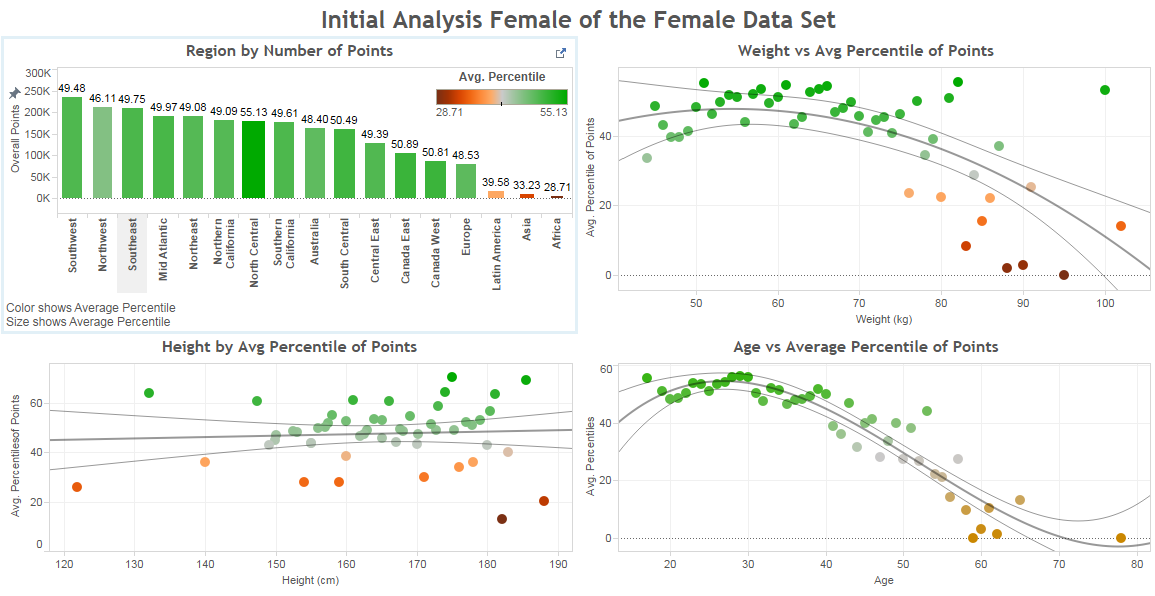 Initial Analysis Female of the Female Data Set
Region by Number of Points
Avg. Percentile
28.71 55.13
Overall Points
300K
250K
200K
150K
100K
50K
0K
49.48 46.11 49.75 49.97 49.08 49.09 55.13 49.61 48.40 50.49 49.39 50.89 50.81 48.53 39.58 33.23 28.71
Southwest
Northwest
Southeast
Mid Atlantic
Northeast
Northern
California
North Central
Southern
California
Australia
South Central
Central East
Canada East
Canada West
Europe
Latin America
Asia
Africa
Color shows Average Percentile
Size shows Average Percentile
Weight vs Avg Percentile of Points
Avg. Percentile of Points
40
20
0
50 60 70 80 90 100
Weight (kg)
Height by Avg Percentile of Points
Avg. Percentilesof Points
60
40
20
0
120 130 140 150 160 170 180 190
Height (cm)
Age vs Average Percentile of Points
Avg. Percentiles
60
40
20
0
20 30 40 50 60 70 80
Age